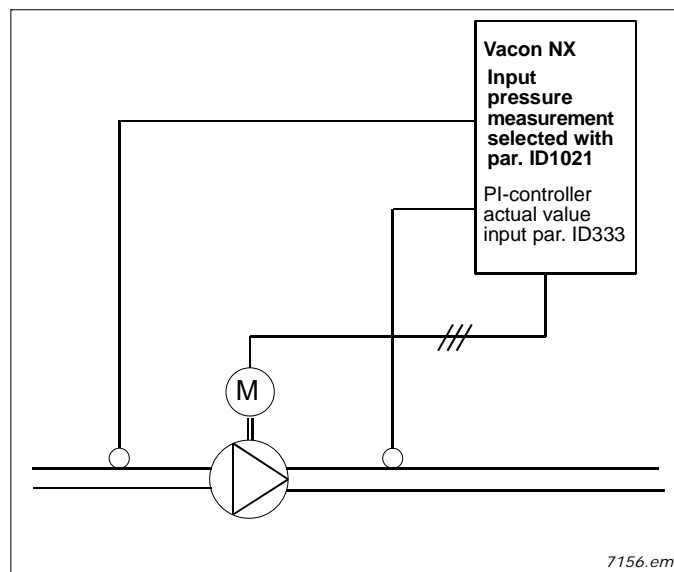 Vacon NX
Input
pressure
measurement
selected with
par. ID1021
PI-controller
actual value
input par. ID333
M
7156.em